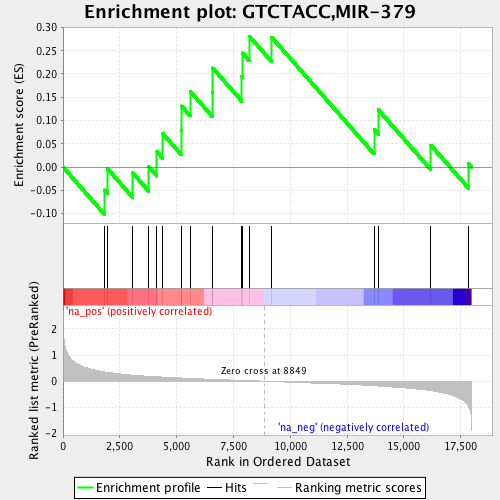 Enrichment plot: GTCTACC,MIR-379
Enrichment score (ES)
0.30
0.25
0.20
0.15
0.10
0.05
0.00
-0.05
-0.10
'na_pos' (positively correlated)
Ranked list metric (PreRanked)
2
1
0
-1
-2
Zero cross at 8849
'na_neg' (negatively correlated)
0
2,500
5,000
7,500
10,000
12,500
15,000
17,500
Rank in Ordered Dataset
Enrichment profile
Hits
Ranking metric scores